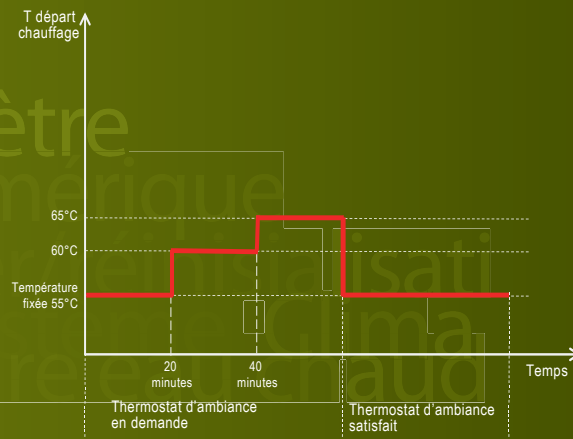 T départ
chauffage
65°C
60°C
Température
fixée 55°C
20
minutes
40
minutes
Temps
Thermostat d'ambiance
en demande
Thermostat d'ambiance
satisfait